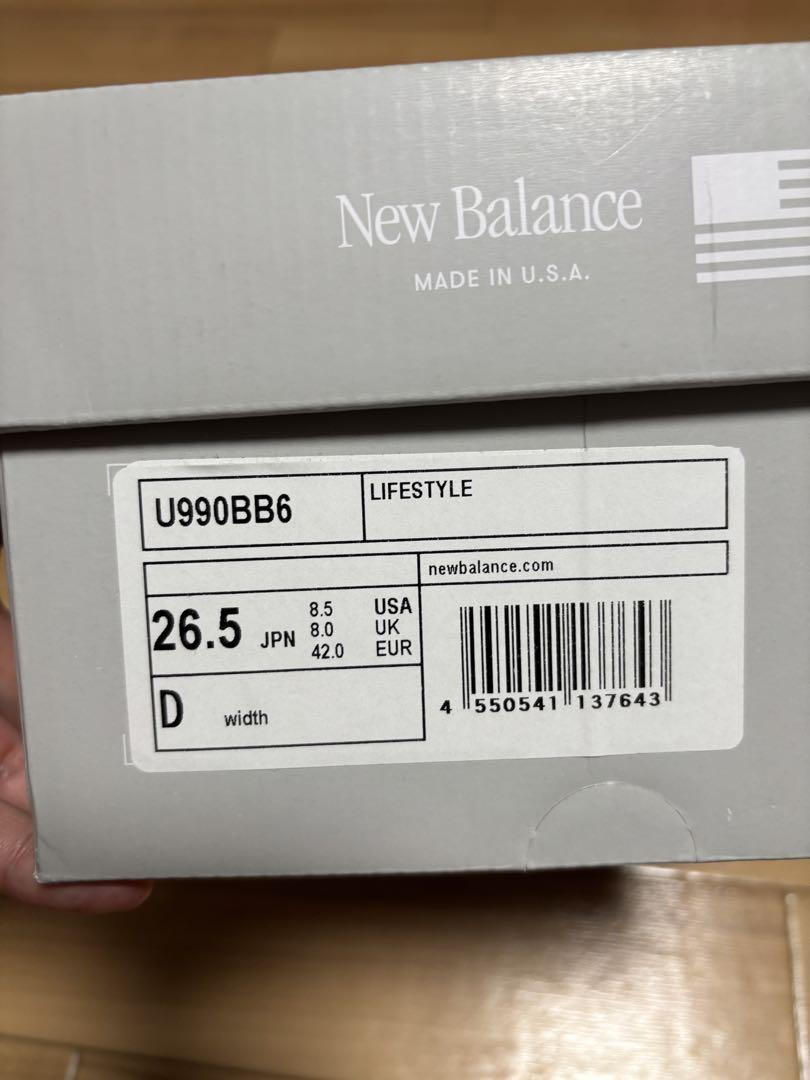 New Balance
MADE IN U.S.A.
U990BB6
LIFESTYLE
newbalance.com
26.5 JPN
8.5 USA
8.0 UK
42.0 EUR
D width
4 550541 137643